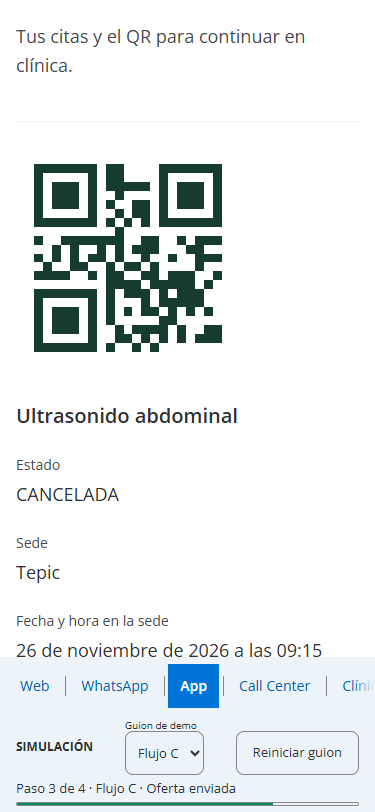 Tus citas y el QR para continuar en
clínica.
Ultrasonido abdominal
Estado
CANCELADA
Sede
Tepic
Fecha y hora en la sede
26 de noviembre de 2026 a las 09:15
Web
WhatsApp
App
Call Center
Clíni
Guion de demo
SIMULACIÓN
Flujo C
Reiniciar guion
Paso 3 de 4 · Flujo C · Oferta enviada